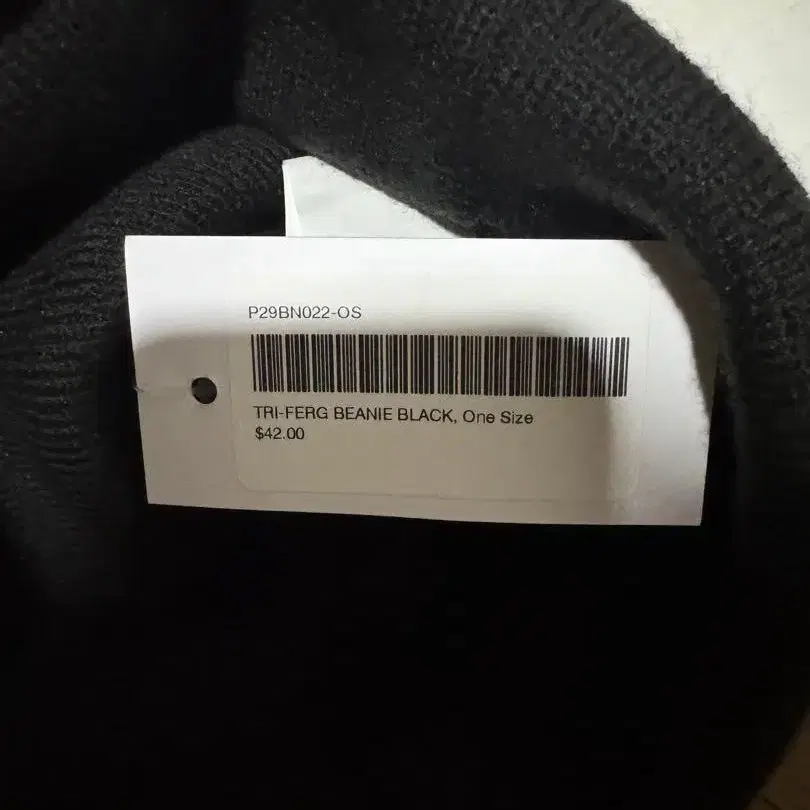 P29BN022-OS
TRI-FERG BEANIE BLACK, One Size
$42.00